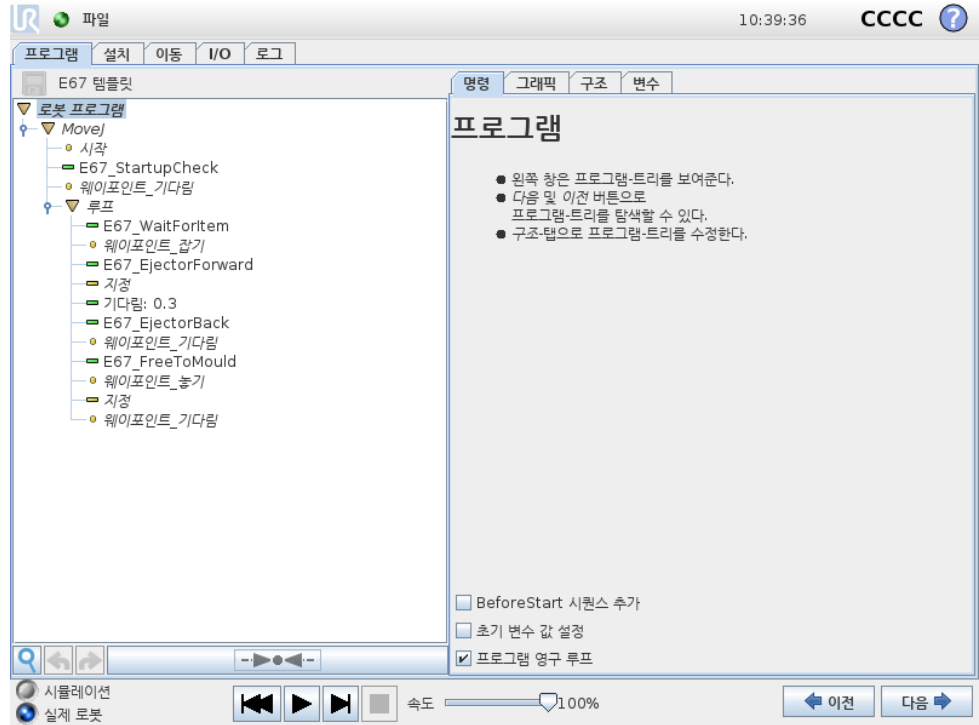 파일
10:39:36
CCCC
?
프로그램 설치 이동 I/O 로그
E67 템플릿
로봇 프로그램
MoveJ
시작
E67_StartupCheck
웨이포인트_기다림
루프
E67_WaitForItem
웨이포인트_잡기
E67_EjectorForward
지정
기다림: 0.3
E67_EjectorBack
웨이포인트_기다림
E67_FreeToMould
웨이포인트_놓기
지정
웨이포인트_기다림
명령 그래픽 구조 변수
프로그램
왼쪽 창은 프로그램-트리를 보여준다.
다음 및 이전 버튼으로
프로그램-트리를 탐색할 수 있다.
구조-탭으로 프로그램-트리를 수정한다.
BeforeStart 시퀀스 추가
초기 변수 값 설정
프로그램 영구 루프
시뮬레이션
실제 로봇
속도
100%
이전
다음